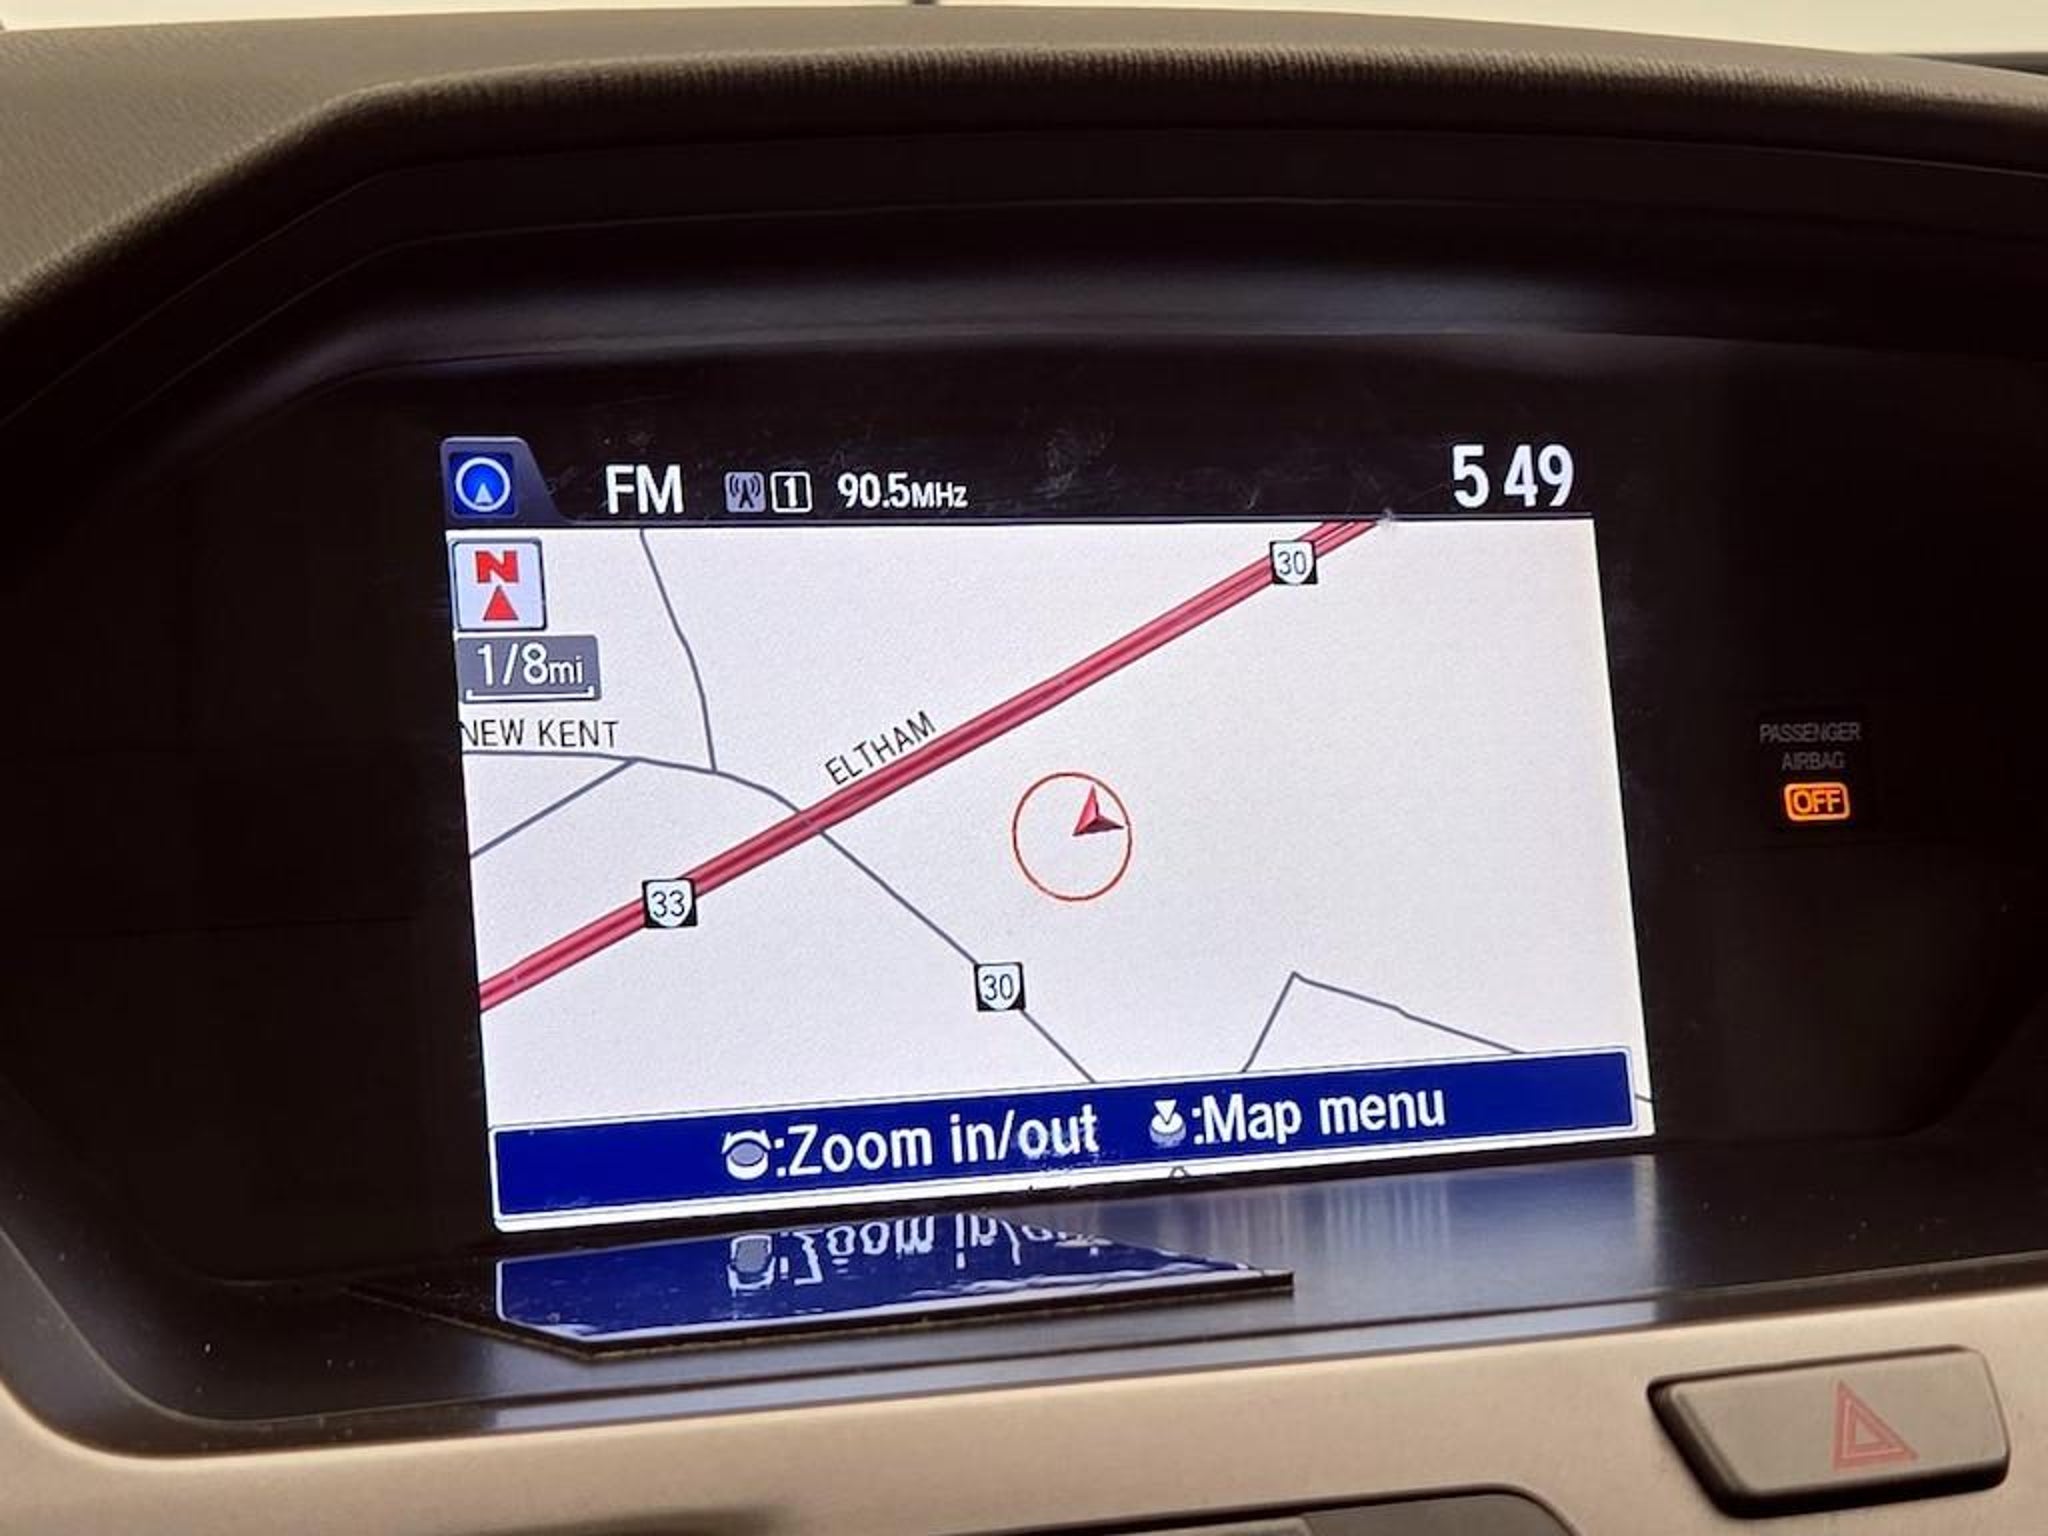 FM 1 90.5MHz 5 49
N
30
1/8mi
NEW KENT
ELTHAM
PASSENGER
AIRBAG
OFF
33
30
:Zoom in/out :Map menu